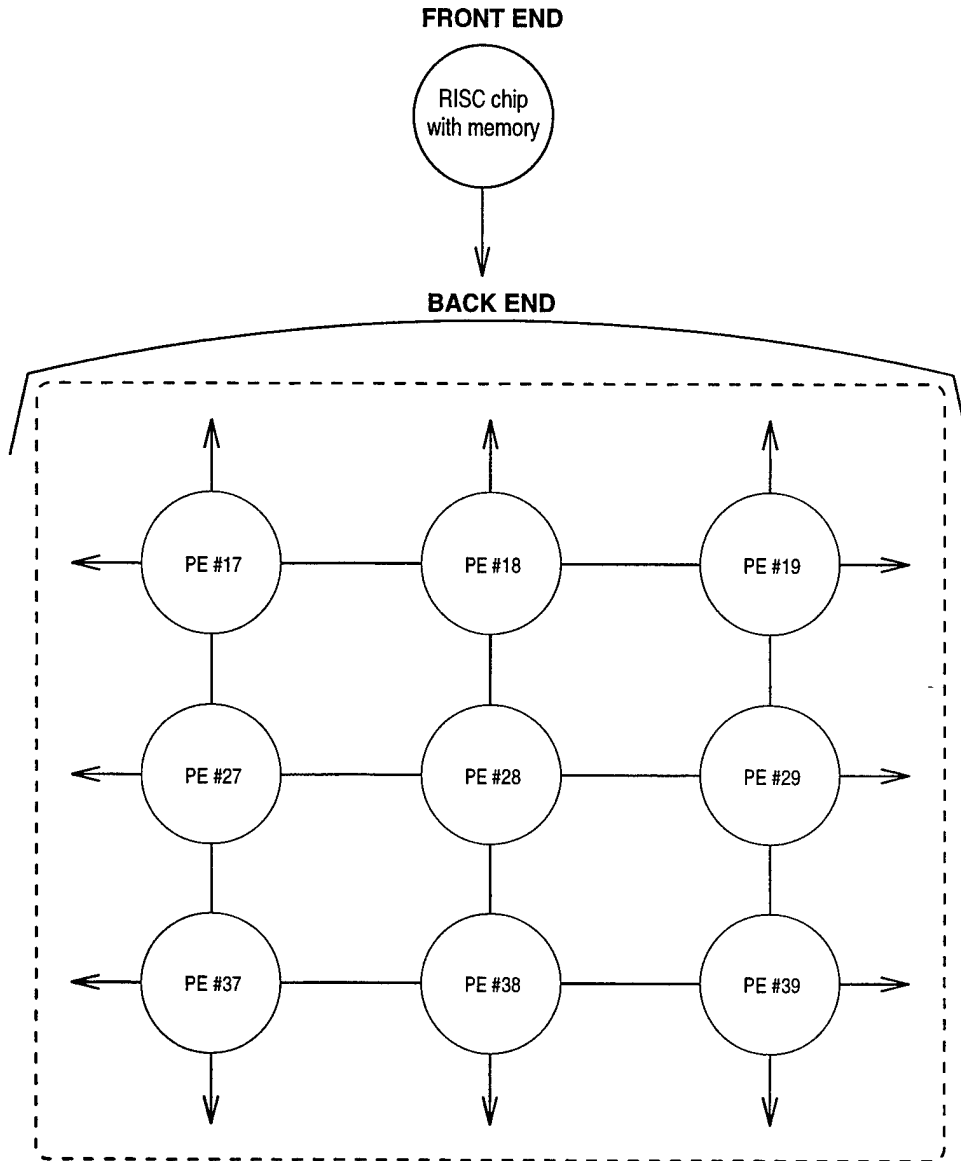 FRONT END
RISC chip
with memory
BACK END
PE #17
PE #18
PE #19
PE #27
PE #28
PE #29
PE #37
PE #38
PE #39